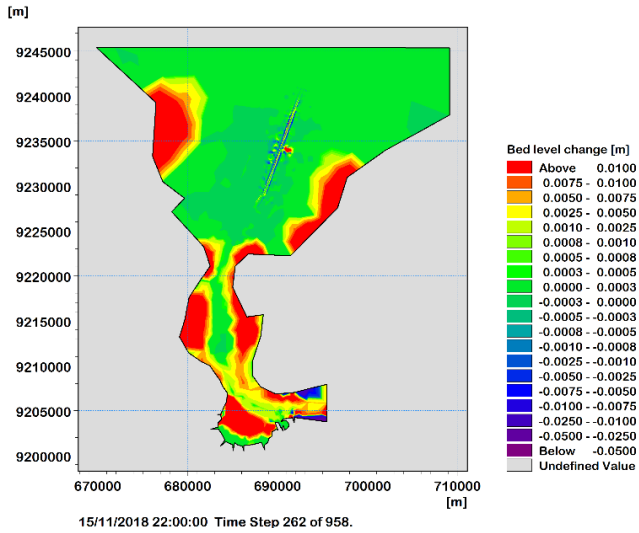 [m]
9245000
9240000
9235000
9230000
9225000
9220000
9215000
9210000
9205000
9200000
670000 680000 690000 700000 710000
[m]
15/11/2018 22:00:00 Time Step 262 of 958.
Bed level change [m]
Above 0.0100
0.0075 - 0.0100
0.0050 - 0.0075
0.0025 - 0.0050
0.0010 - 0.0025
0.0008 - 0.0010
0.0005 - 0.0008
0.0003 - 0.0005
0.0000 - 0.0003
-0.0003 - 0.0000
-0.0005 - -0.0003
-0.0008 - -0.0005
-0.0010 - -0.0008
-0.0025 - -0.0010
-0.0050 - -0.0025
-0.0075 - -0.0050
-0.0100 - -0.0075
-0.0250 - -0.0100
-0.0500 - -0.0250
Below -0.0500
Undefined Value